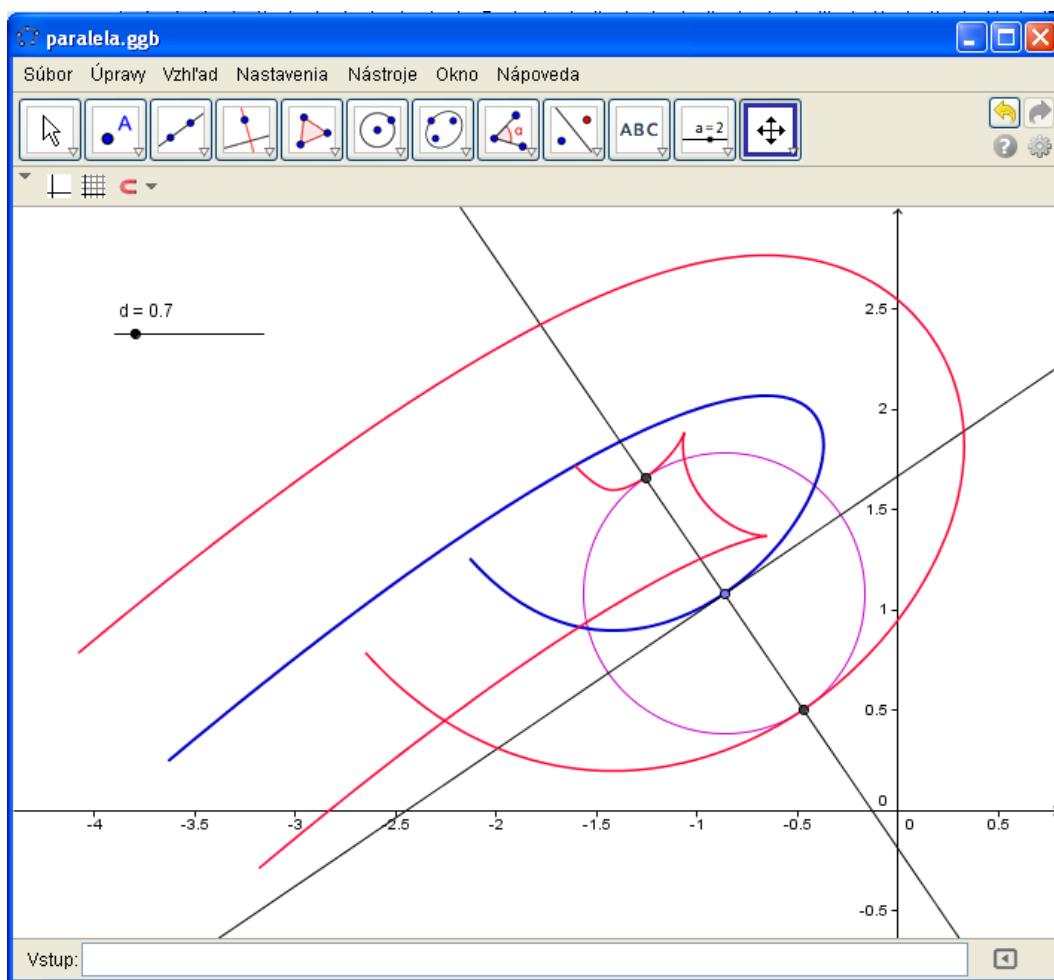 paralela.ggb
Súbor Úpravy Vzhľad Nastavenia Nástroje Okno Nápoveda
A α ABC a=2
d = 0.7
2.5
2
1.5
1
0.5
0
-4 -3.5 -3 -2.5 -2 -1.5 -1 -0.5 0 0.5
-0.5
Vstup: